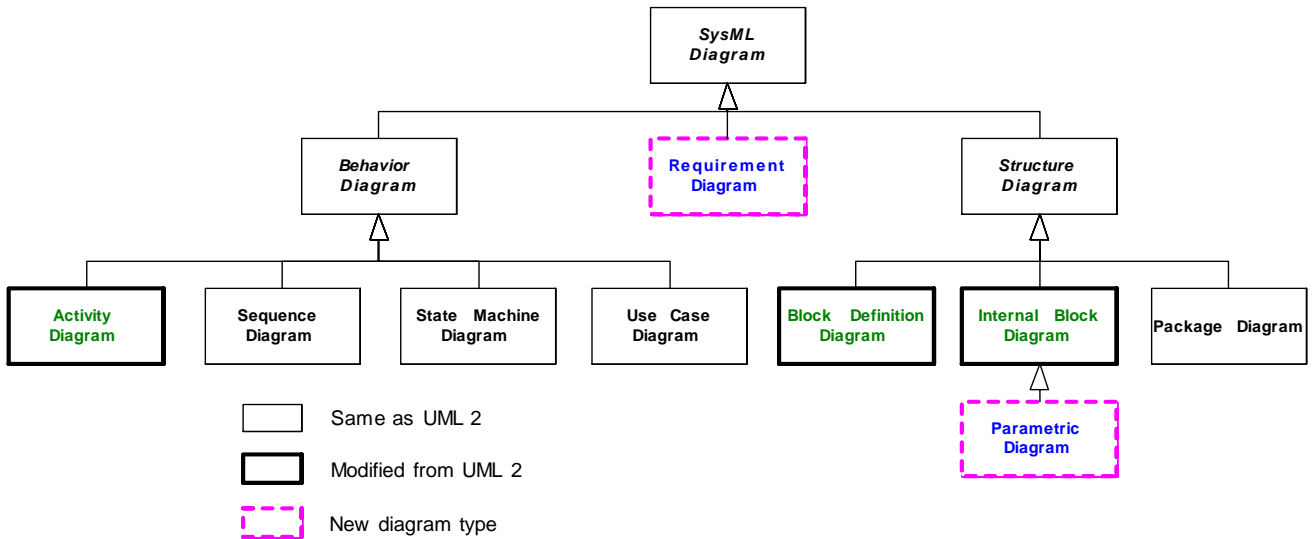 SysML
Diagram
Behavior
Diagram
Requirement
Diagram
Structure
Diagram
Activity
Diagram
Sequence
Diagram
State Machine
Diagram
Use Case
Diagram
Block Definition
Diagram
Internal Block
Diagram
Package Diagram
Parametric
Diagram
Same as UML 2
Modified from UML 2
New diagram type